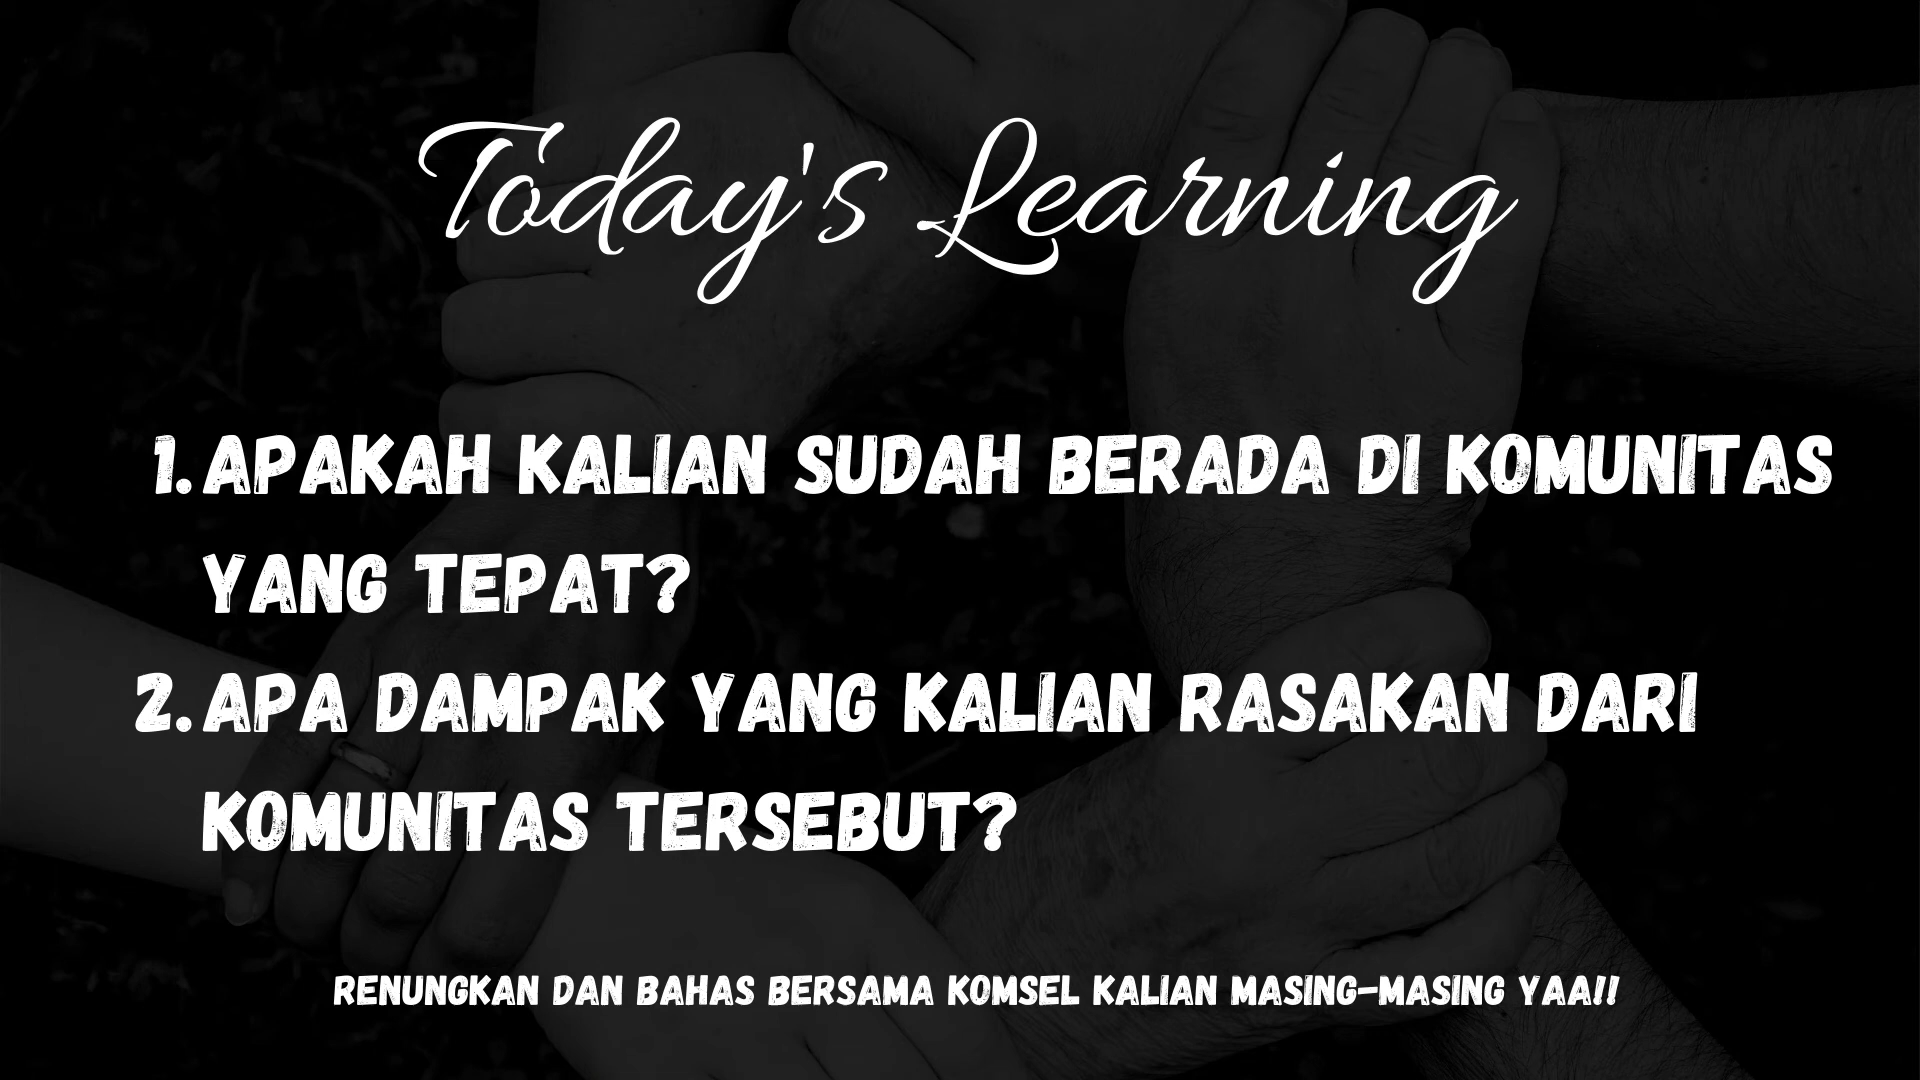 Today's Learning
1. APAKAH KALIAN SUDAH BERADA DI KOMUNITAS
YANG TEPAT?
2. APA DAMPAK YANG KALIAN RASAKAN DARI
KOMUNITAS TERSEBUT?
RENUNGKAN DAN BAHAS BERSAMA KOMSEL KALIAN MASING-MASING YAA!!